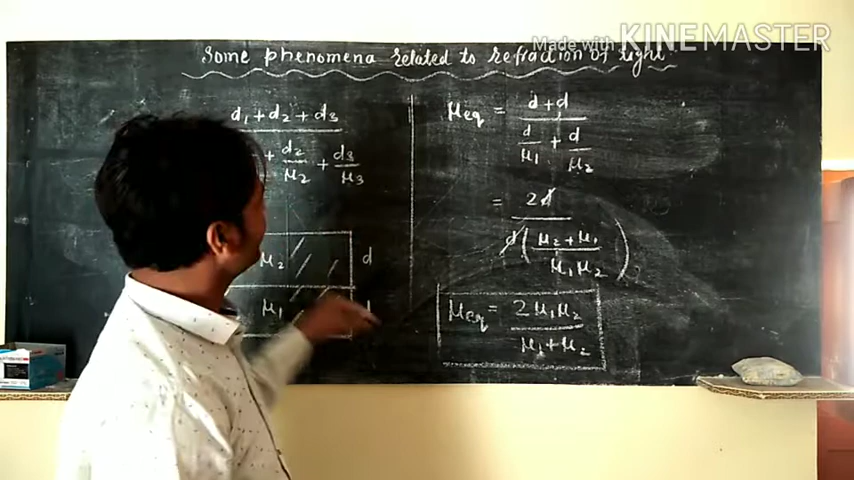 Made with KINEMASTER
Some phenomena related to refraction of light
d₁ + d₂ + d₃
+ d₂/μ₂ + d₃/μ₃
μ₂ d
μ₁ d
μeq = (d + d)/(d/μ₁ + d/μ₂)
= 2d/(d((μ₂ + μ₁)/(μ₁μ₂)))
μeq = 2μ₁μ₂/(μ₁ + μ₂)